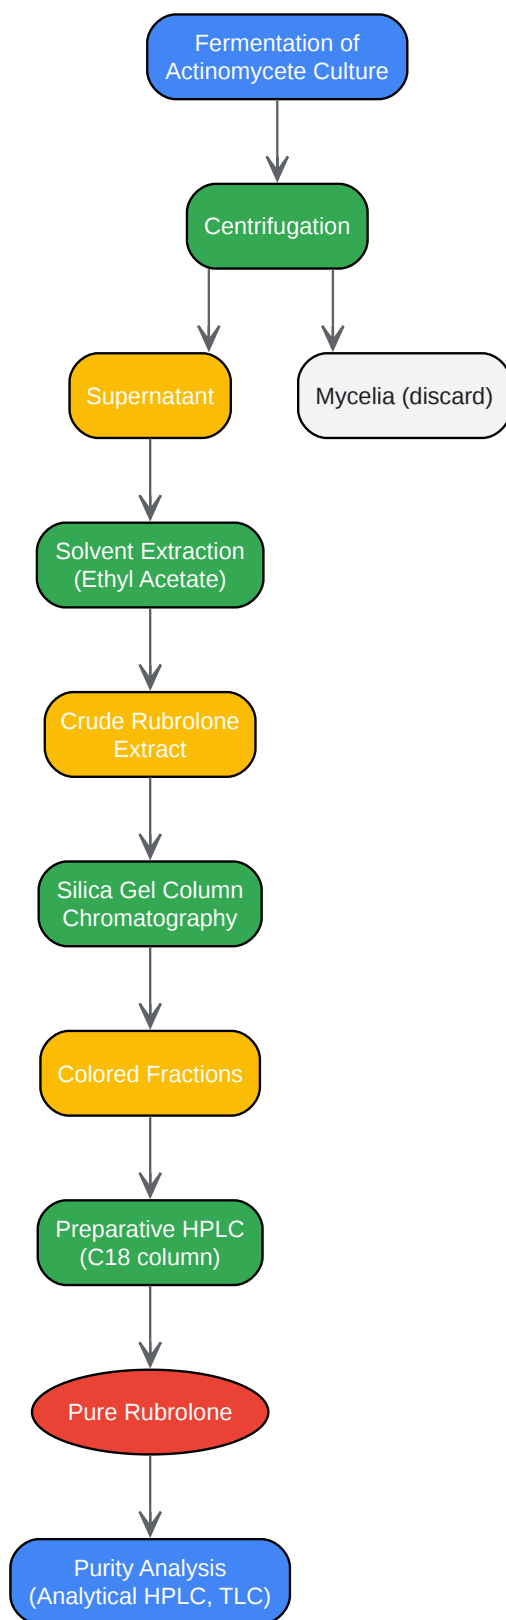 Fermentation of
Actinomycete Culture
Centrifugation
Supernatant
Mycelia (discard)
Solvent Extraction
(Ethyl Acetate)
Crude Rubrolone
Extract
Silica Gel Column
Chromatography
Colored Fractions
Preparative HPLC
(C18 column)
Pure Rubrolone
Purity Analysis
(Analytical HPLC, TLC)